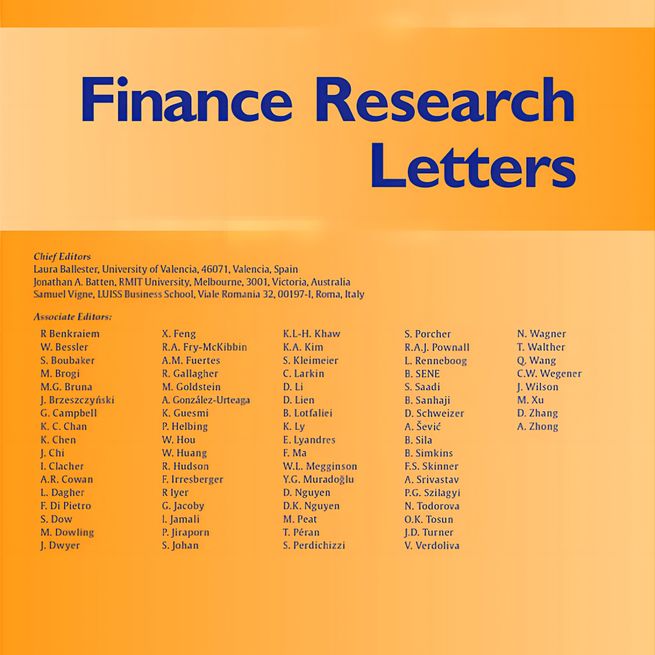 Finance Research
Letters
Chief Editors
Laura Ballester, University of Valencia, 46071, Valencia, Spain
Jonathan A. Batten, RMIT University, Melbourne, 3001, Victoria, Australia
Samuel Vigne, LUISS Business School, Viale Romania 32, 00197-I, Roma, Italy
Associate Editors:
R Benkraiem
W. Bessler
S. Boubaker
M. Brogi
M.G. Bruna
J. Brzeszczyński
G. Campbell
K. C. Chan
K. Chen
J. Chi
I. Clacher
A.R. Cowan
L. Dagher
F. Di Pietro
S. Dow
M. Dowling
J. Dwyer
X. Feng
R.A. Fry-McKibbin
A.M. Fuertes
R. Gallagher
M. Goldstein
A. González-Urteaga
K. Guesmi
P. Helbing
W. Hou
W. Huang
R. Hudson
F. Irresberger
R Iyer
G. Jacoby
I. Jamali
P. Jiraporn
S. Johan
K.L-H. Khaw
K.A. Kim
S. Kleimeier
C. Larkin
D. Li
D. Lien
B. Lotfaliei
K. Ly
E. Lyandres
F. Ma
W.L. Megginson
Y.G. Muradoğlu
D. Nguyen
D.K. Nguyen
M. Peat
T. Péran
S. Perdichizzi
S. Porcher
R.A.J. Pownall
L. Renneboog
B. SENE
S. Saadi
B. Sanhaji
D. Schweizer
A. Šević
B. Sila
B. Simkins
F.S. Skinner
A. Srivastav
P.G. Szilagyi
N. Todorova
O.K. Tosun
J.D. Turner
V. Verdoliva
N. Wagner
T. Walther
Q. Wang
C.W. Wegener
J. Wilson
M. Xu
D. Zhang
A. Zhong